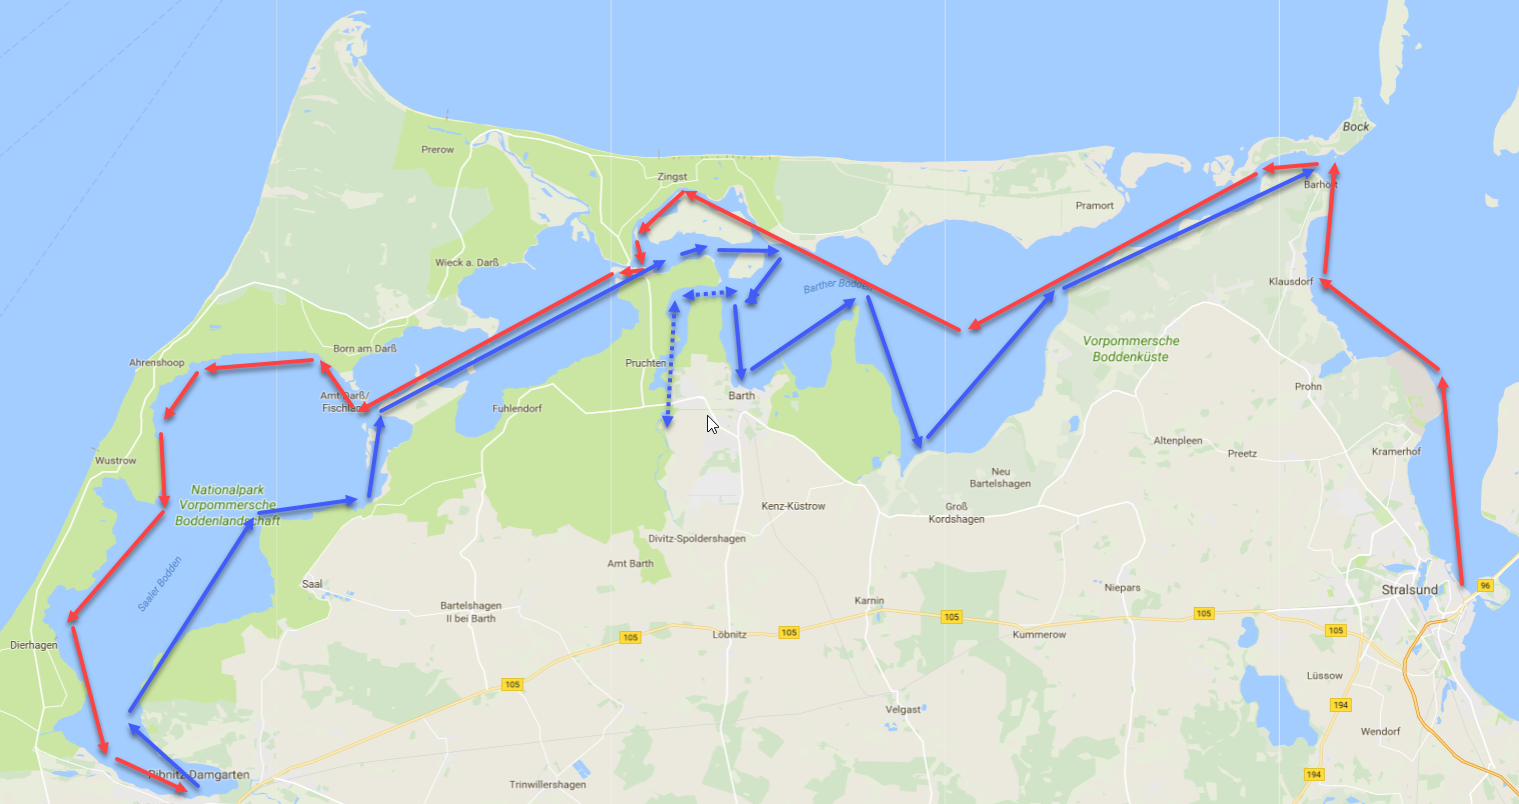 Bock
Prerow
Zingst
Barhöft
Pramort
Wieck a. Darß
Klausdorf
Barther Bodden
Born am Darß
Ahrenshoop
Vorpommersche
Boddenküste
Pruchten
Prohn
Amt Darß/
Fischland
Barth
Fuhlendorf
Altenpleen
Preetz
Kramerhof
Wustrow
Neu
Bartelshagen
Nationalpark
Vorpommersche
Boddenlandschaft
Kenz-Küstrow
Groß
Kordshagen
Divitz-Spoldershagen
Amt Barth
Saaler Bodden
Saal
Niepars
Stralsund
96
Karnin
Bartelshagen
II bei Barth
105
105
105
105
105
Löbnitz
Kummerow
Dierhagen
Lüssow
105
194
Velgast
Wendorf
Ribnitz-Damgarten
Trinwillershagen
194